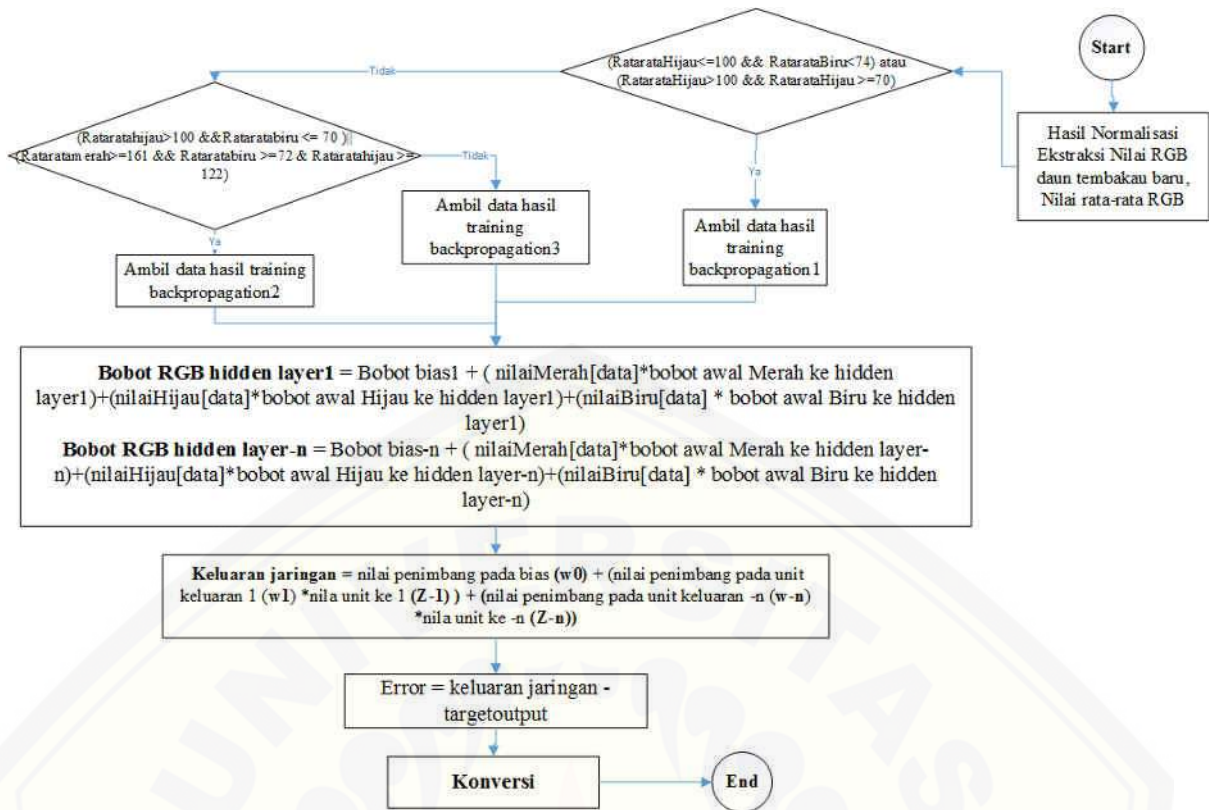 Start
Hasil Normalisasi
Ekstraksi Nilai RGB
daun tembakau baru,
Nilai rata-rata RGB
(RatarataHijau<=100 && RatarataBiru<74) atau
(RatarataHijau>100 && RatarataHijau >=70)
Tidak
Ya
(Rataratahijau>100 &&Rataratabiru <= 70 )||
(Rataratamerah>=161 && Rataratabiru >=72 & Rataratahijau >=
122)
Tidak
Ya
Ambil data hasil
training
backpropagation3
Ambil data hasil
training
backpropagation1
Ambil data hasil training
backpropagation2
Bobot RGB hidden layer1 = Bobot bias1 + ( nilaiMerah[data]*bobot awal Merah ke hidden
layer1)+(nilaiHijau[data]*bobot awal Hijau ke hidden layer1)+(nilaiBiru[data] * bobot awal Biru ke hidden
layer1)
Bobot RGB hidden layer-n = Bobot bias-n + ( nilaiMerah[data]*bobot awal Merah ke hidden layer-
n)+(nilaiHijau[data]*bobot awal Hijau ke hidden layer-n)+(nilaiBiru[data] * bobot awal Biru ke hidden
layer-n)
Keluaran jaringan = nilai penimbang pada bias (w0) + (nilai penimbang pada unit
keluaran 1 (w1) *nila unit ke 1 (Z-1) ) + (nilai penimbang pada unit keluaran -n (w-n)
*nila unit ke -n (Z-n))
Error = keluaran jaringan -
targetoutput
Konversi
End
UNIVERSITAS